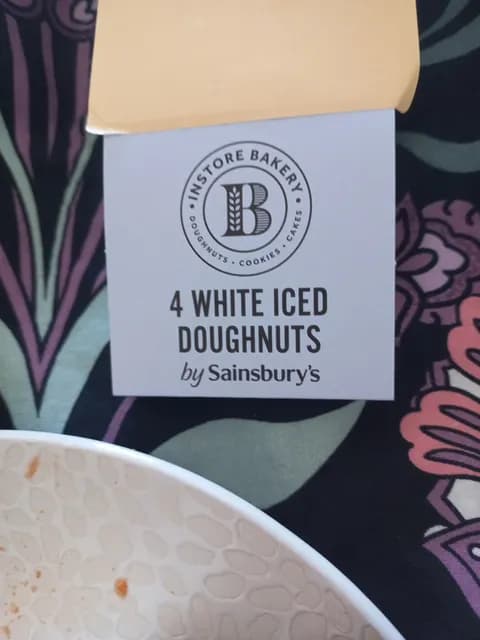 INSTORE BAKERY
B
DOUGHNUTS • COOKIES • CAKES
4 WHITE ICED
DOUGHNUTS
by Sainsbury's